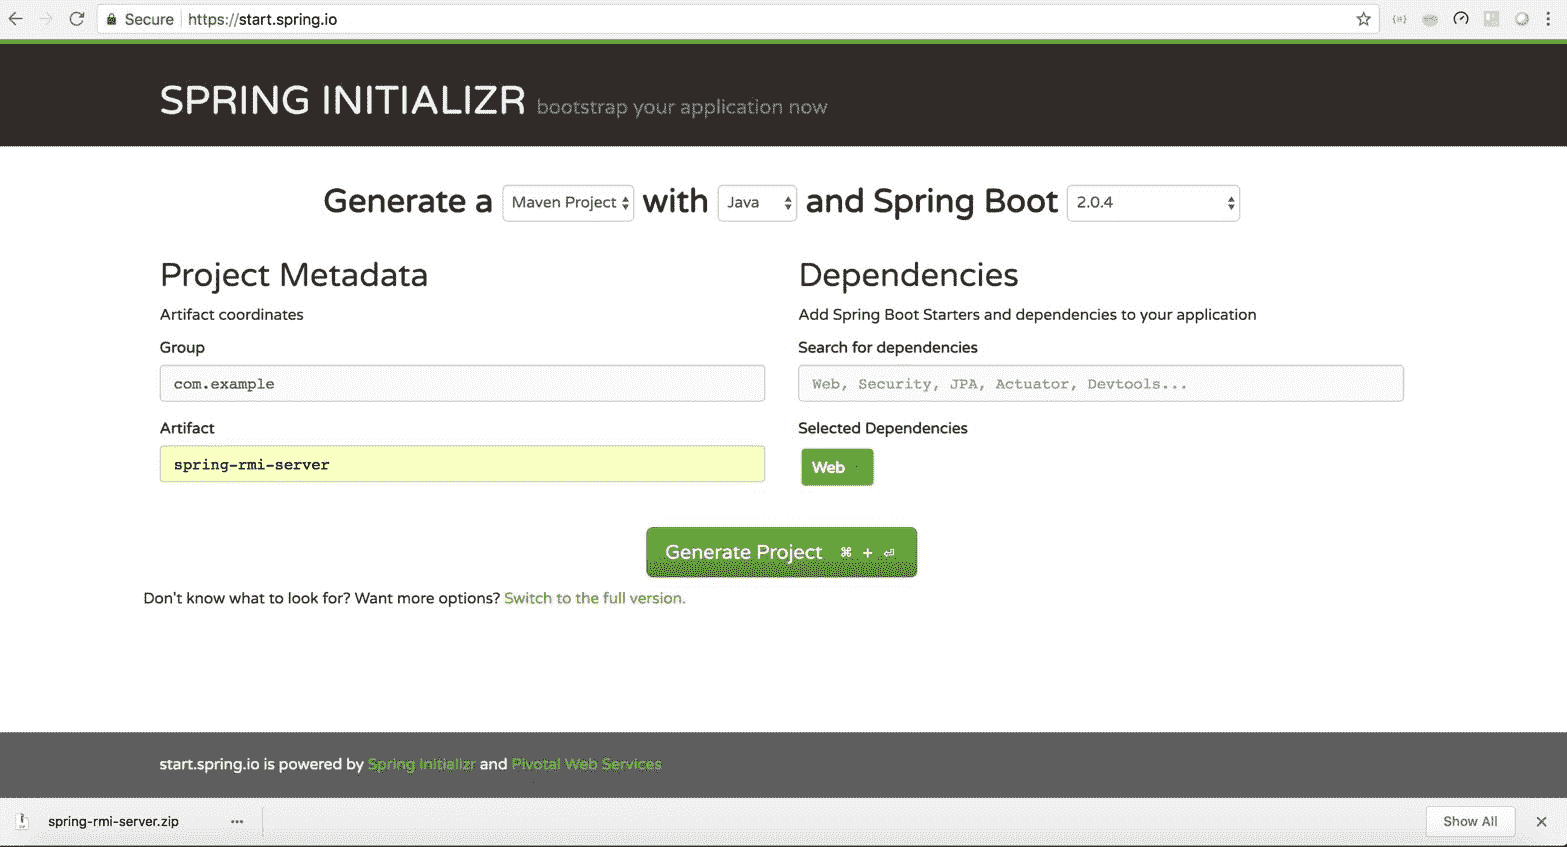 Secure https://start.spring.io
SPRING INITIALIZR bootstrap your application now
Generate a Maven Project with Java and Spring Boot 2.0.4
Project Metadata
Artifact coordinates
Group
com.example
Artifact
spring-rmi-server
Dependencies
Add Spring Boot Starters and dependencies to your application
Search for dependencies
Web, Security, JPA, Actuator, Devtools...
Selected Dependencies
Web
Generate Project ⌘ + ⏎
Don't know what to look for? Want more options? Switch to the full version.
start.spring.io is powered by Spring Initializr and Pivotal Web Services
spring-rmi-server.zip
Show All